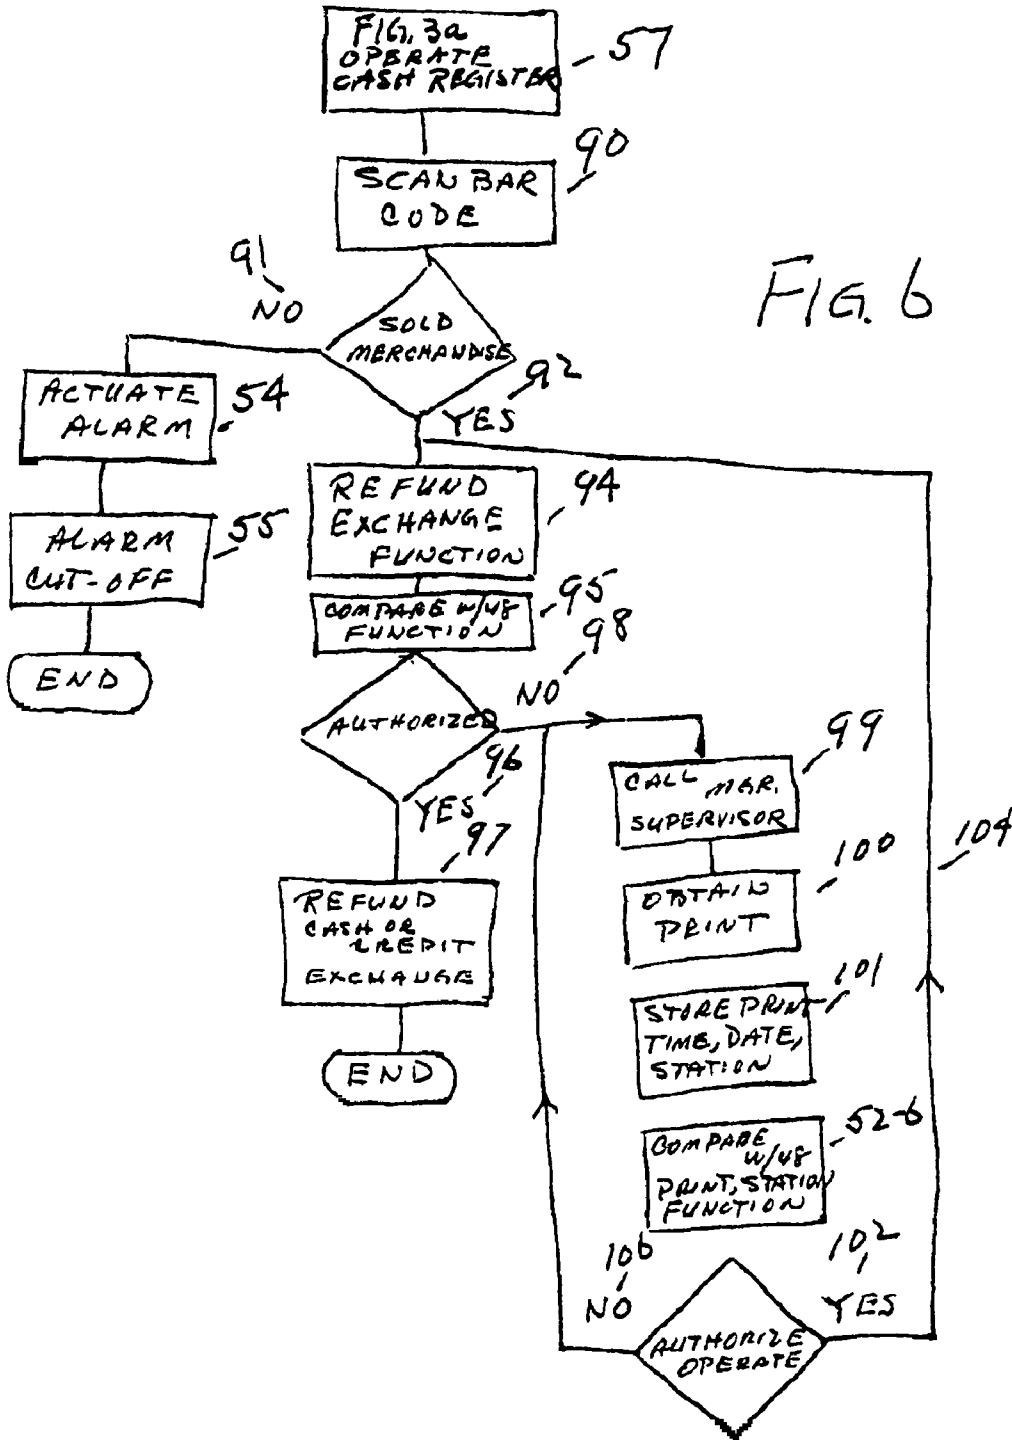 FIG. 3a
OPERATE
CASH REGISTER
57
90
SCAN BAR
CODE
91
NO
FIG. 6
SOLD
MERCHANDISE
92
YES
ACTUATE
ALARM
54
REFUND
EXCHANGE
FUNCTION
94
ALARM
CUT-OFF
55
COMPARE W/48
FUNCTION
95
98
NO
END
AUTHORIZED
96
YES
97
99
CALL MGR.
SUPERVISOR
104
100
REFUND
CASH OR
CREDIT
EXCHANGE
OBTAIN
PRINT
101
STORE PRINT
TIME, DATE,
STATION
END
52-6
COMPARE
W/48
PRINT, STATION
FUNCTION
106
NO
102
YES
AUTHORIZE
OPERATE